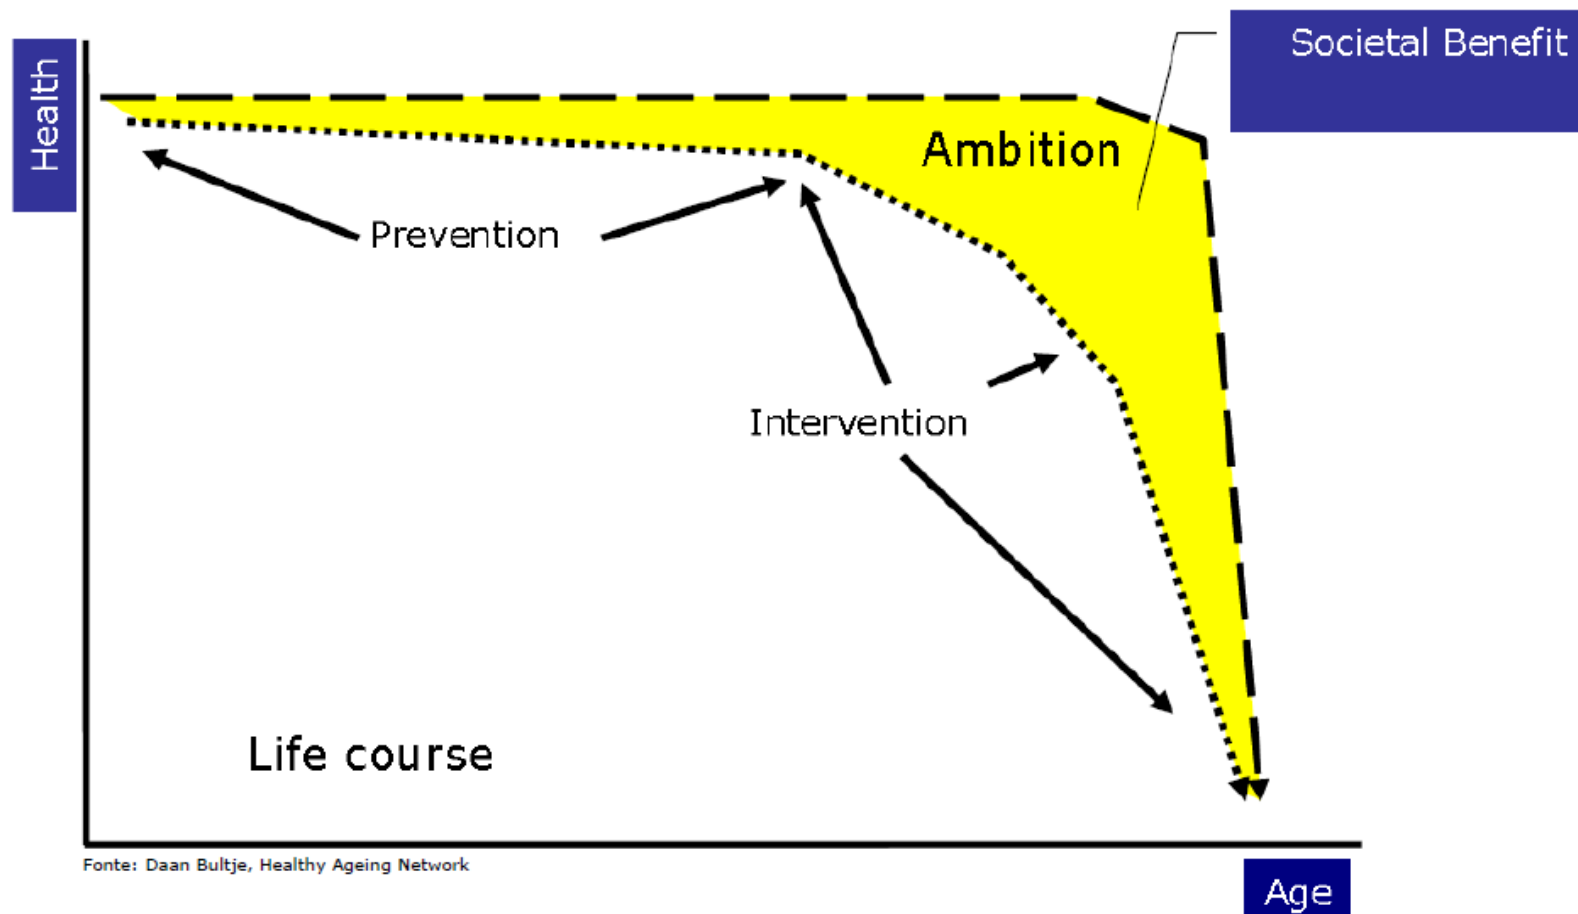 Societal Benefit
Health
Ambition
Prevention
Intervention
Life course
Fonte: Daan Bultje, Healthy Ageing Network
Age